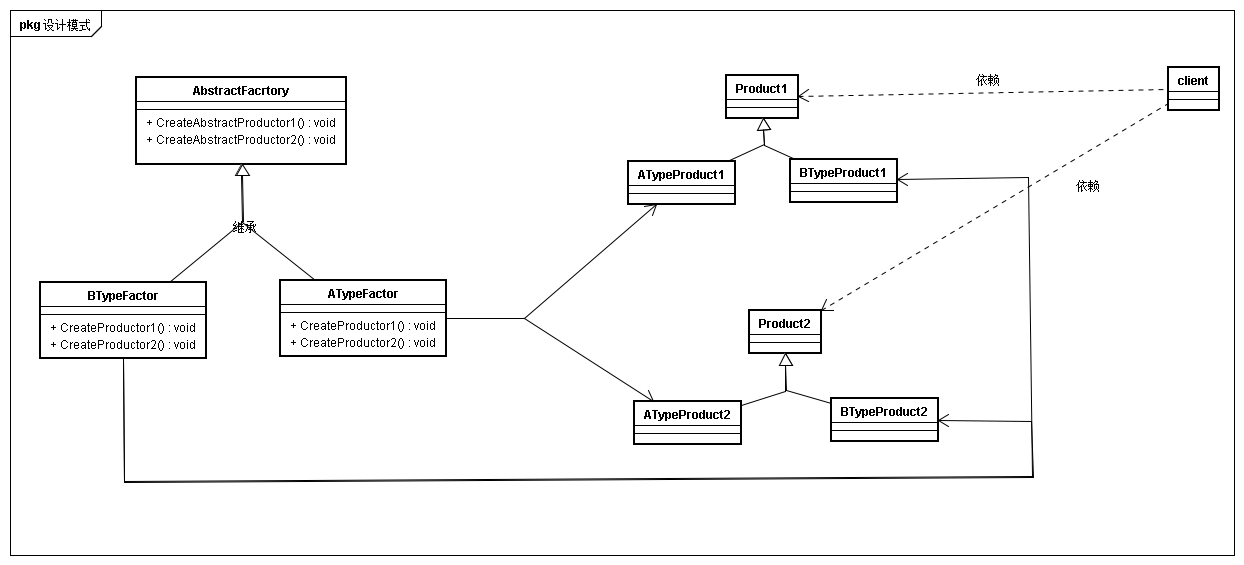 pkg 设计模式
AbstractFacrtory
+ CreateAbstractProductor1() : void
+ CreateAbstractProductor2() : void
继承
BTypeFactor
+ CreateProductor1() : void
+ CreateProductor2() : void
ATypeFactor
+ CreateProductor1() : void
+ CreateProductor2() : void
Product1
依赖
client
ATypeProduct1
BTypeProduct1
依赖
Product2
ATypeProduct2
BTypeProduct2